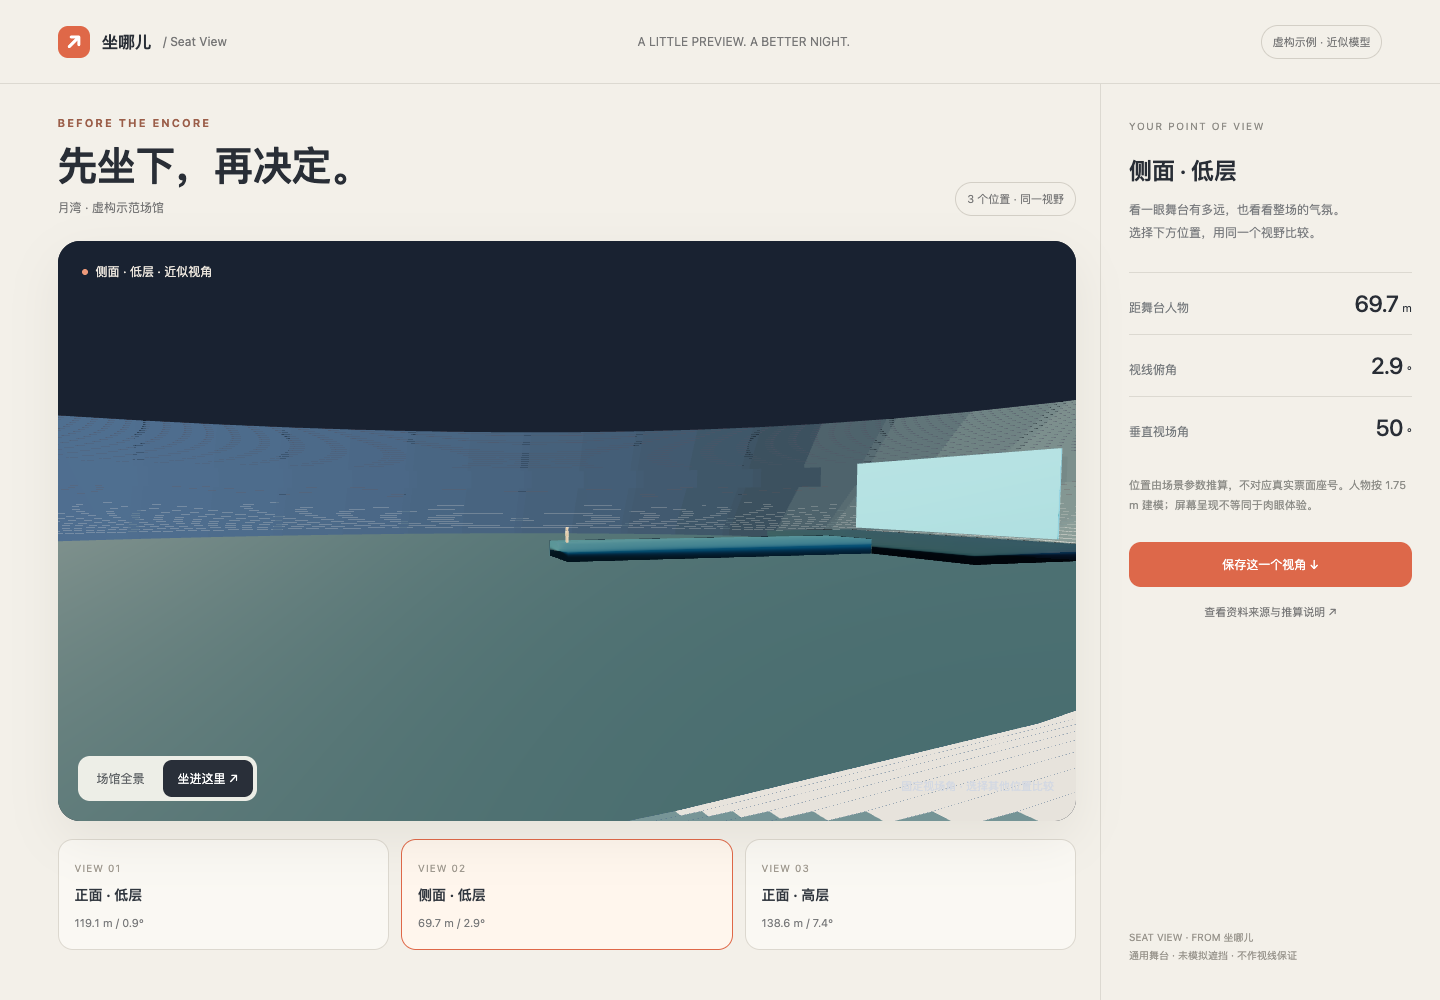 坐哪儿 / Seat View
A LITTLE PREVIEW. A BETTER NIGHT.
虚构示例 · 近似模型
BEFORE THE ENCORE
先坐下，再决定。
月湾 · 虚构示范场馆
3 个位置 · 同一视野
侧面 · 低层 · 近似视角
场馆全景
坐进这里 ↗
VIEW 01
正面 · 低层
119.1 m / 0.9°
VIEW 02
侧面 · 低层
69.7 m / 2.9°
VIEW 03
正面 · 高层
138.6 m / 7.4°
YOUR POINT OF VIEW
侧面 · 低层
看一眼舞台有多远，也看看整场的气氛。
选择下方位置，用同一个视野比较。
距舞台人物 69.7 m
视线俯角 2.9 °
垂直视场角 50 °
位置由场景参数推算，不对应真实票面座号。人物按 1.75
m 建模；屏幕呈现不等同于肉眼体验。
保存这一个视角 ↓
查看资料来源与推算说明 ↗
SEAT VIEW · FROM 坐哪儿
通用舞台 · 未模拟遮挡 · 不作视线保证